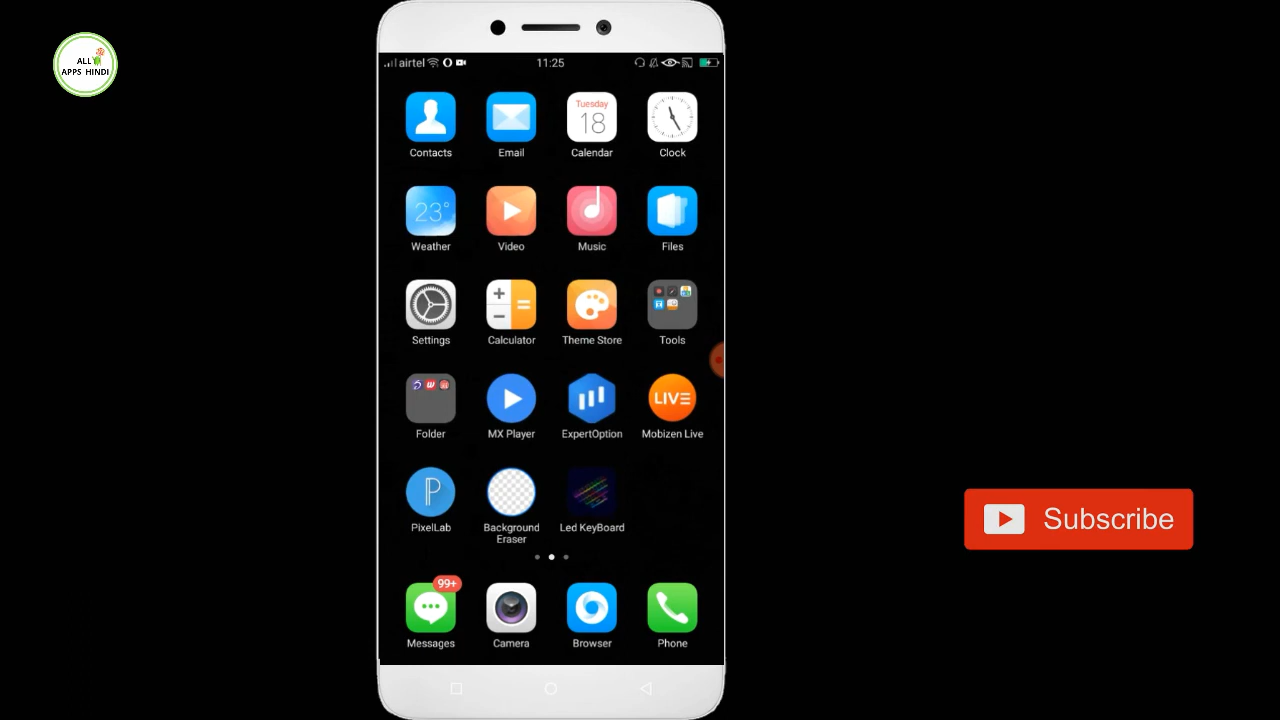 ALL
APPS HINDI
airtel
11:25
Contacts
Email
Tuesday
18
Calendar
Clock
23°
Weather
Video
Music
Files
Settings
Calculator
Theme Store
Tools
Folder
MX Player
ExpertOption
LIVE
Mobizen Live
P
PixelLab
Background
Eraser
Led KeyBoard
Subscribe
99+
Messages
Camera
Browser
Phone